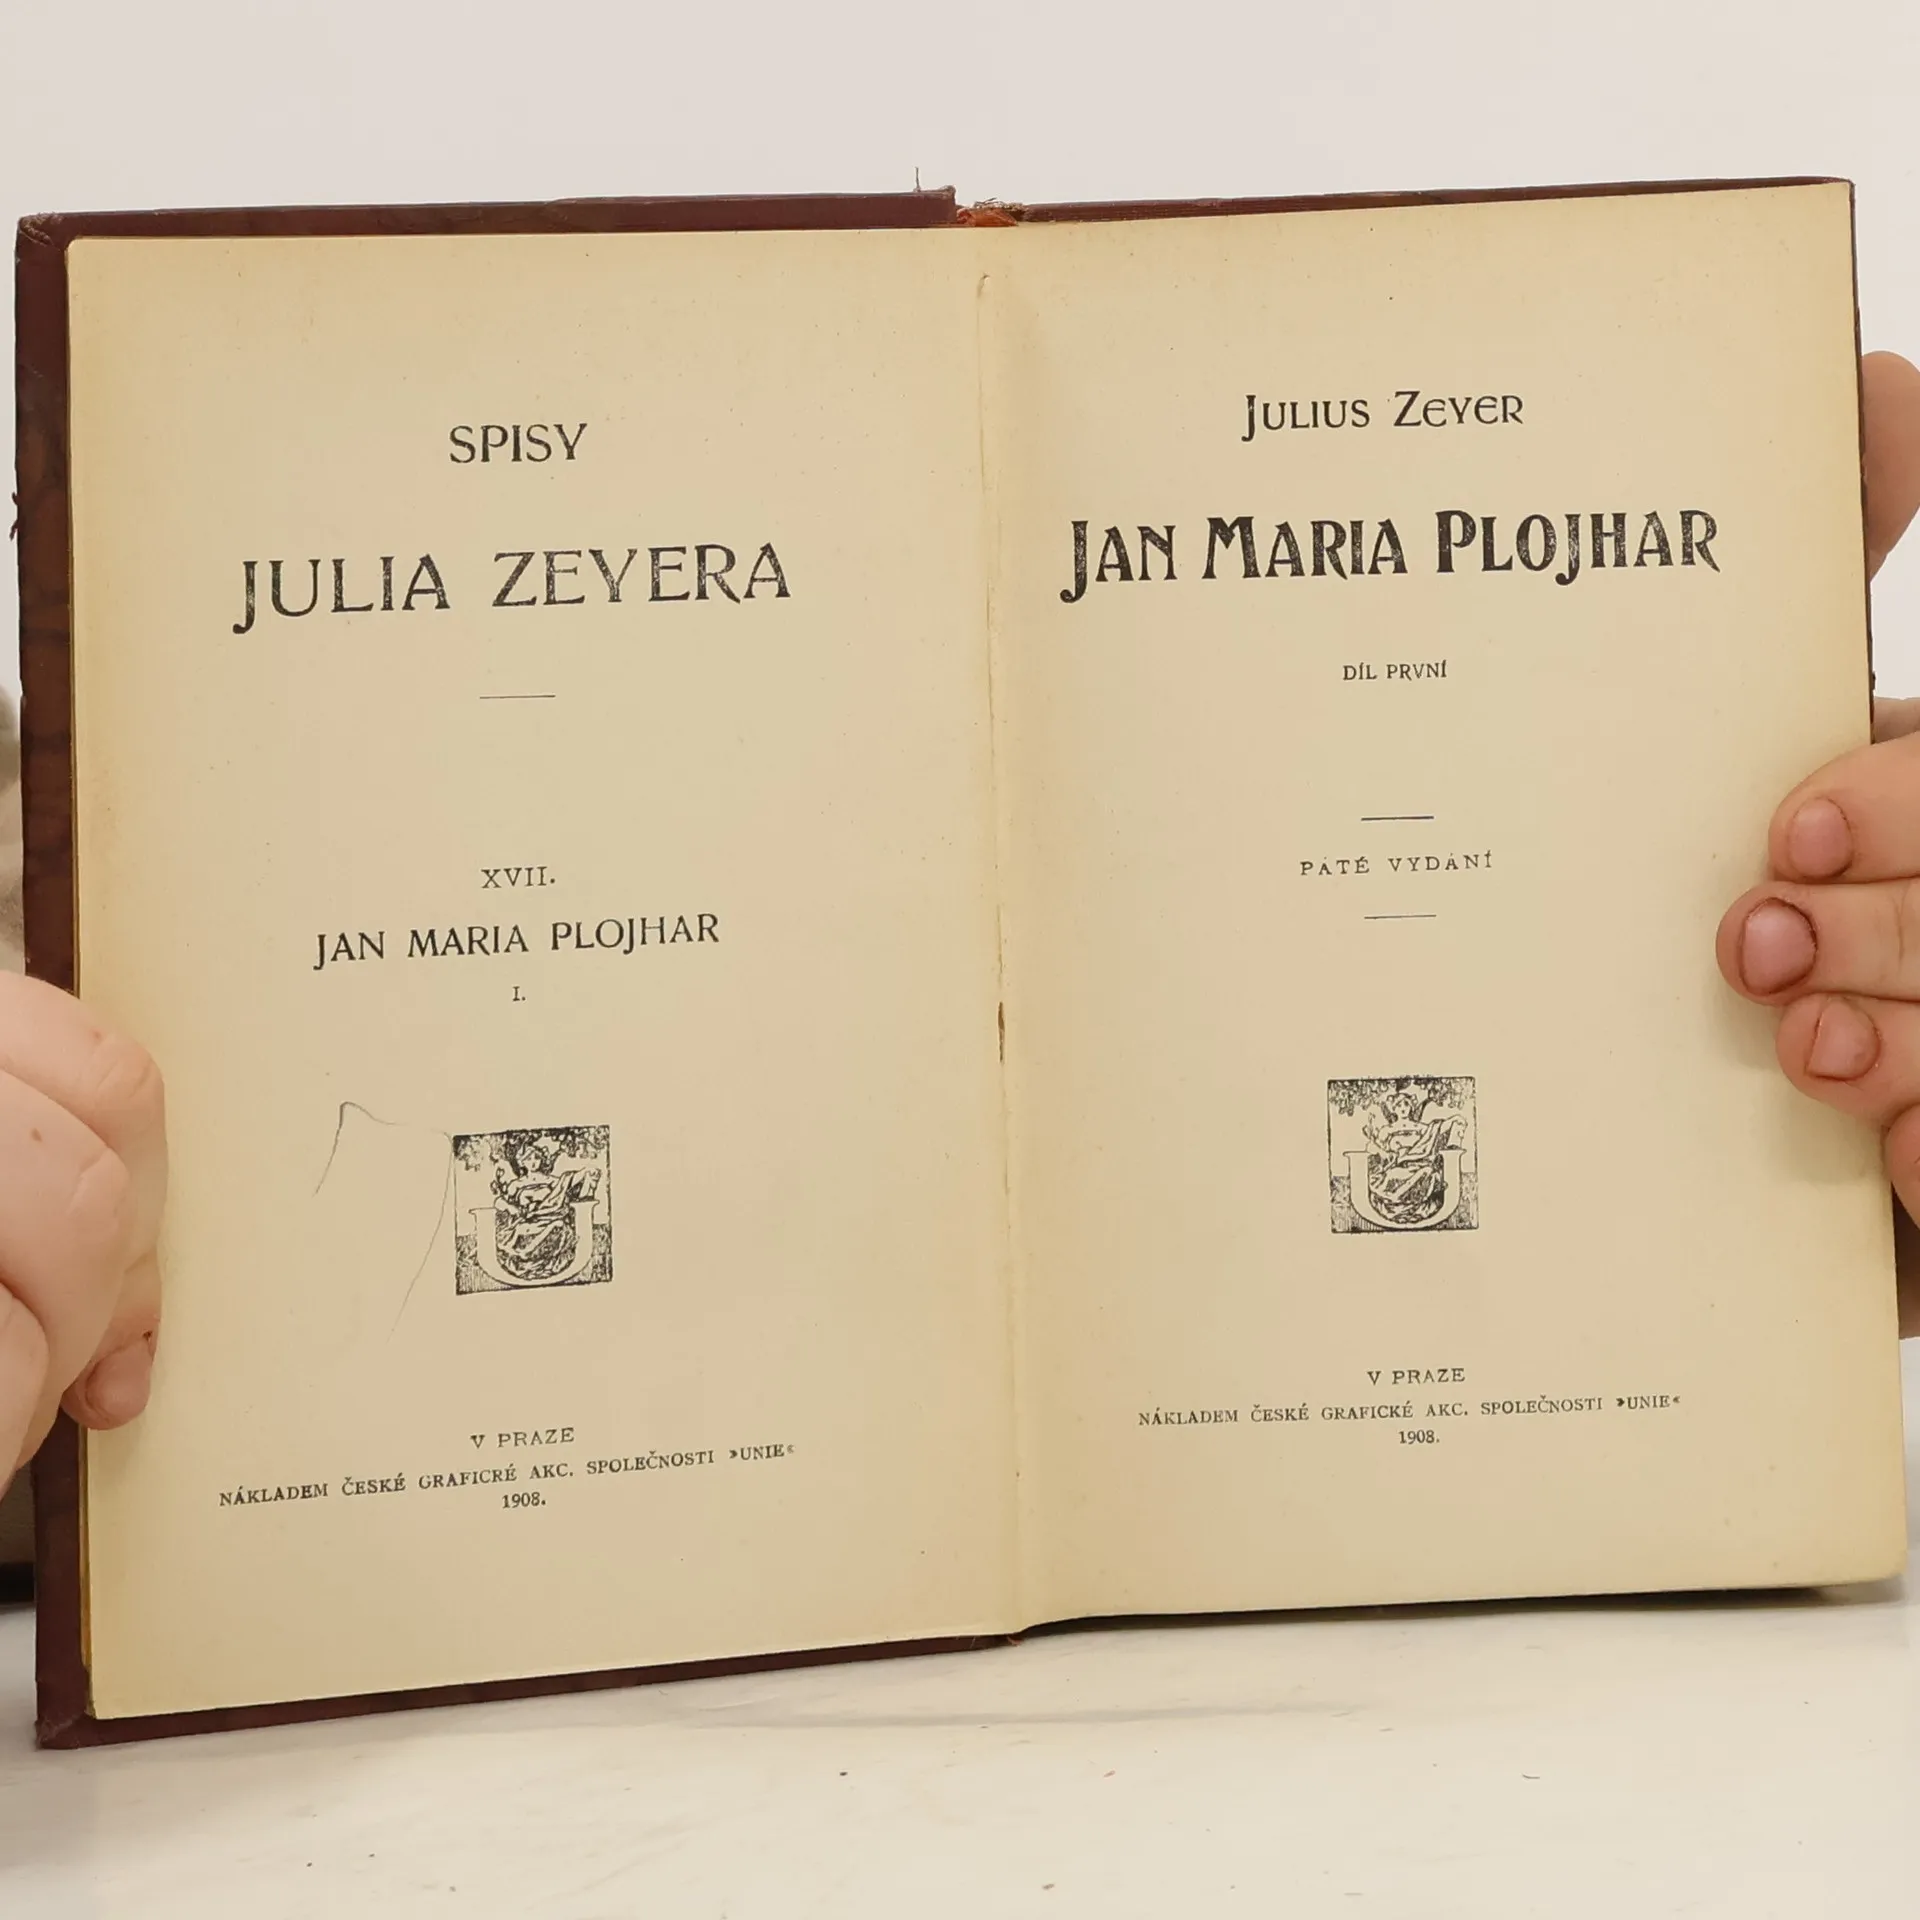 SPISY
JULIA ZEYERA
XVII.
JAN MARIA PLOJHAR
I.
V PRAZE
NÁKLADEM ČESKÉ GRAFICKÉ AKC. SPOLEČNOSTI »UNIE«
1908.
JULIUS ZEYER
JAN MARIA PLOJHAR
DÍL PRVNÍ
PÁTÉ VYDÁNÍ
V PRAZE
NÁKLADEM ČESKÉ GRAFICKÉ AKC. SPOLEČNOSTI »UNIE«
1908.